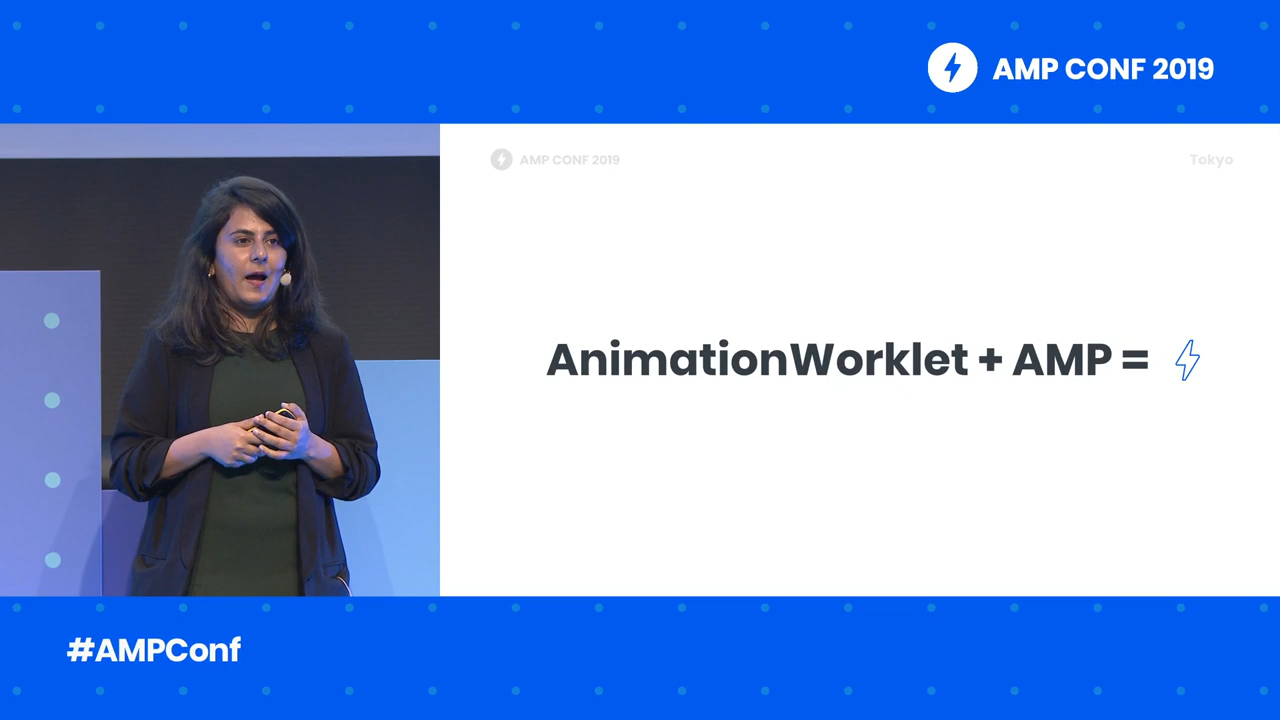 AMP CONF 2019
AMP CONF 2019
Tokyo
AnimationWorklet + AMP =
#AMPConf